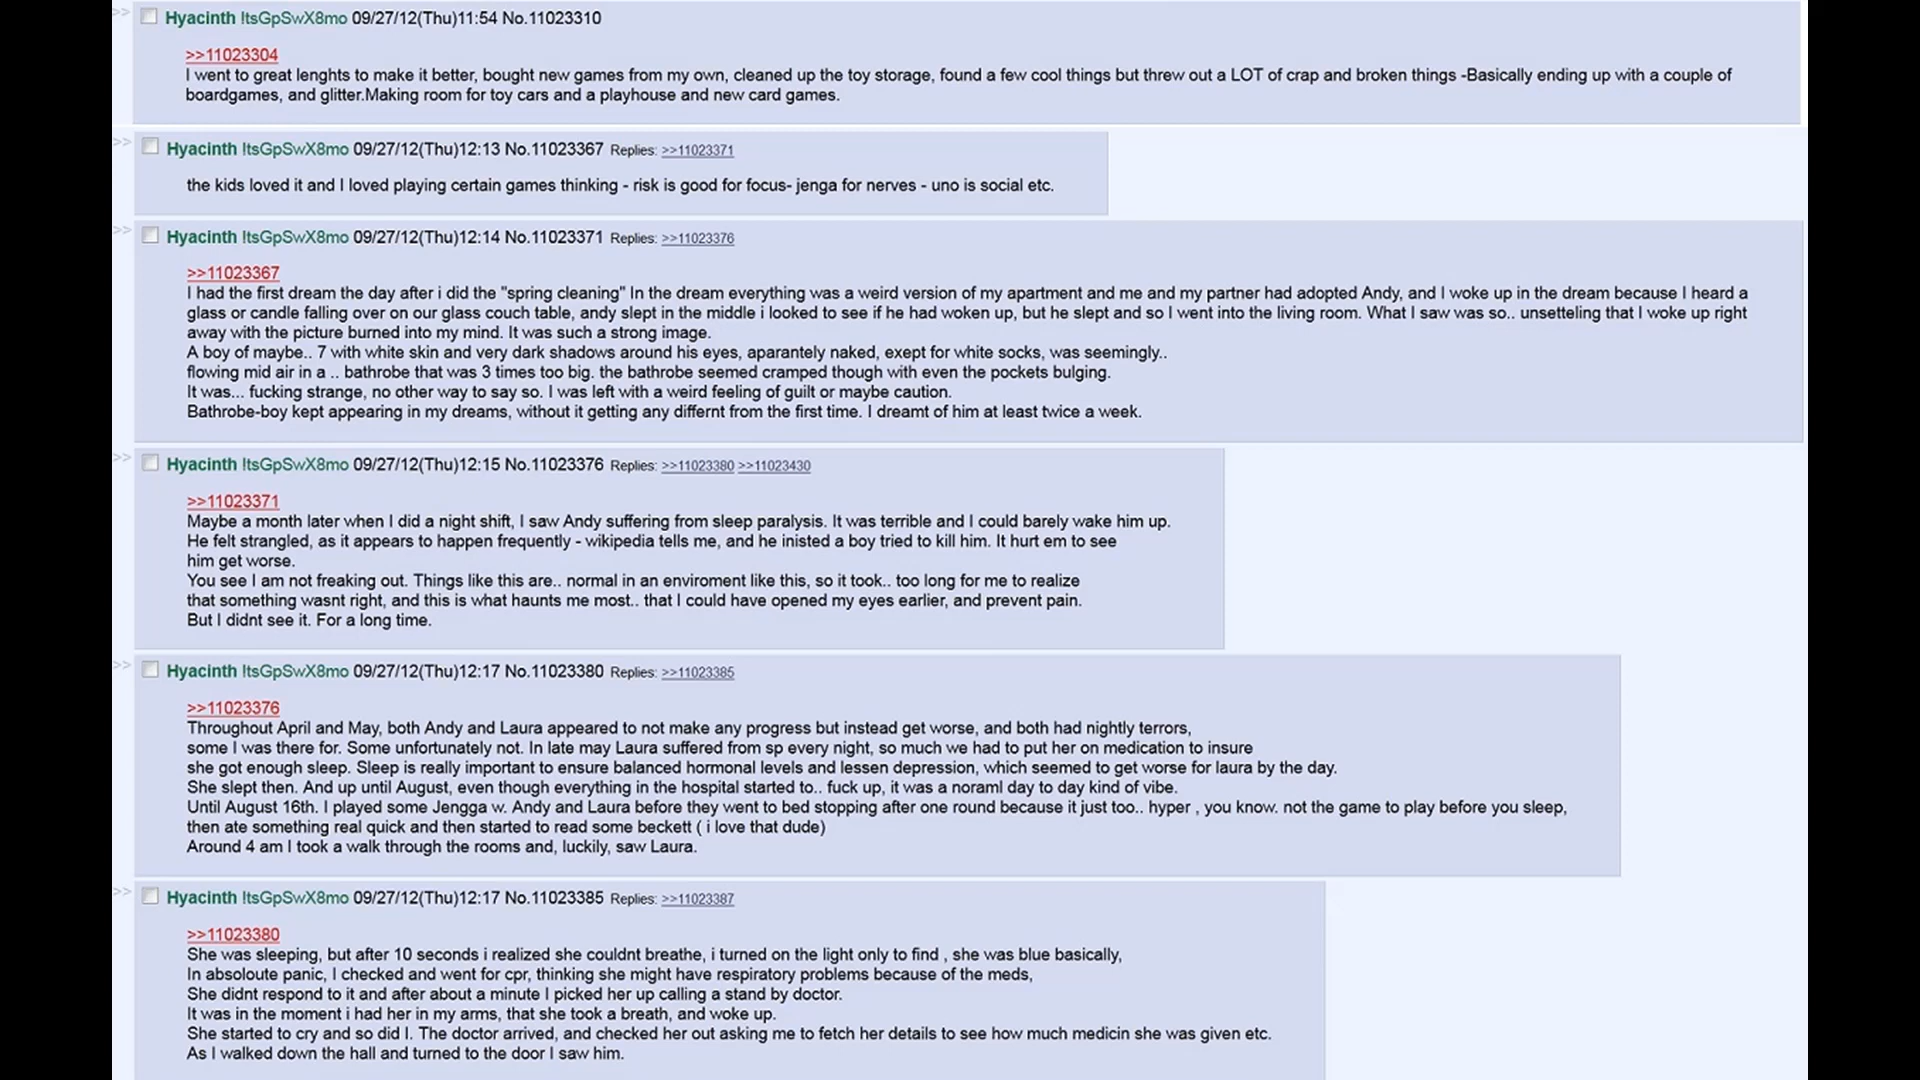 >> Hyacinth !tsGpSwX8mo 09/27/12(Thu)11:54 No.11023310
>>11023304
I went to great lenghts to make it better, bought new games from my own, cleaned up the toy storage, found a few cool things but threw out a LOT of crap and broken things -Basically ending up with a couple of
boardgames, and glitter.Making room for toy cars and a playhouse and new card games.
>> Hyacinth !tsGpSwX8mo 09/27/12(Thu)12:13 No.11023367 Replies: >>11023371
the kids loved it and I loved playing certain games thinking - risk is good for focus- jenga for nerves - uno is social etc.
>> Hyacinth !tsGpSwX8mo 09/27/12(Thu)12:14 No.11023371 Replies: >>11023376
>>11023367
I had the first dream the day after i did the "spring cleaning" In the dream everything was a weird version of my apartment and me and my partner had adopted Andy, and I woke up in the dream because I heard a
glass or candle falling over on our glass couch table, andy slept in the middle i looked to see if he had woken up, but he slept and so I went into the living room. What I saw was so.. unsetteling that I woke up right
away with the picture burned into my mind. It was such a strong image.
A boy of maybe.. 7 with white skin and very dark shadows around his eyes, aparantely naked, exept for white socks, was seemingly..
flowing mid air in a .. bathrobe that was 3 times too big. the bathrobe seemed cramped though with even the pockets bulging.
It was... fucking strange, no other way to say so. I was left with a weird feeling of guilt or maybe caution.
Bathrobe-boy kept appearing in my dreams, without it getting any differnt from the first time. I dreamt of him at least twice a week.
>> Hyacinth !tsGpSwX8mo 09/27/12(Thu)12:15 No.11023376 Replies: >>11023380 >>11023430
>>11023371
Maybe a month later when I did a night shift, I saw Andy suffering from sleep paralysis. It was terrible and I could barely wake him up.
He felt strangled, as it appears to happen frequently - wikipedia tells me, and he inisted a boy tried to kill him. It hurt em to see
him get worse.
You see I am not freaking out. Things like this are.. normal in an enviroment like this, so it took.. too long for me to realize
that something wasnt right, and this is what haunts me most.. that I could have opened my eyes earlier, and prevent pain.
But I didnt see it. For a long time.
>> Hyacinth !tsGpSwX8mo 09/27/12(Thu)12:17 No.11023380 Replies: >>11023385
>>11023376
Throughout April and May, both Andy and Laura appeared to not make any progress but instead get worse, and both had nightly terrors,
some I was there for. Some unfortunately not. In late may Laura suffered from sp every night, so much we had to put her on medication to insure
she got enough sleep. Sleep is really important to ensure balanced hormonal levels and lessen depression, which seemed to get worse for laura by the day.
She slept then. And up until August, even though everything in the hospital started to.. fuck up, it was a noraml day to day kind of vibe.
Until August 16th. I played some Jengga w. Andy and Laura before they went to bed stopping after one round because it just too.. hyper , you know. not the game to play before you sleep,
then ate something real quick and then started to read some beckett ( i love that dude)
Around 4 am I took a walk through the rooms and, luckily, saw Laura.
>> Hyacinth !tsGpSwX8mo 09/27/12(Thu)12:17 No.11023385 Replies: >>11023387
>>11023380
She was sleeping, but after 10 seconds i realized she couldnt breathe, i turned on the light only to find , she was blue basically,
In absoloute panic, I checked and went for cpr, thinking she might have respiratory problems because of the meds,
She didnt respond to it and after about a minute I picked her up calling a stand by doctor.
It was in the moment i had her in my arms, that she took a breath, and woke up.
She started to cry and so did I. The doctor arrived, and checked her out asking me to fetch her details to see how much medicin she was given etc.
As I walked down the hall and turned to the door I saw him.